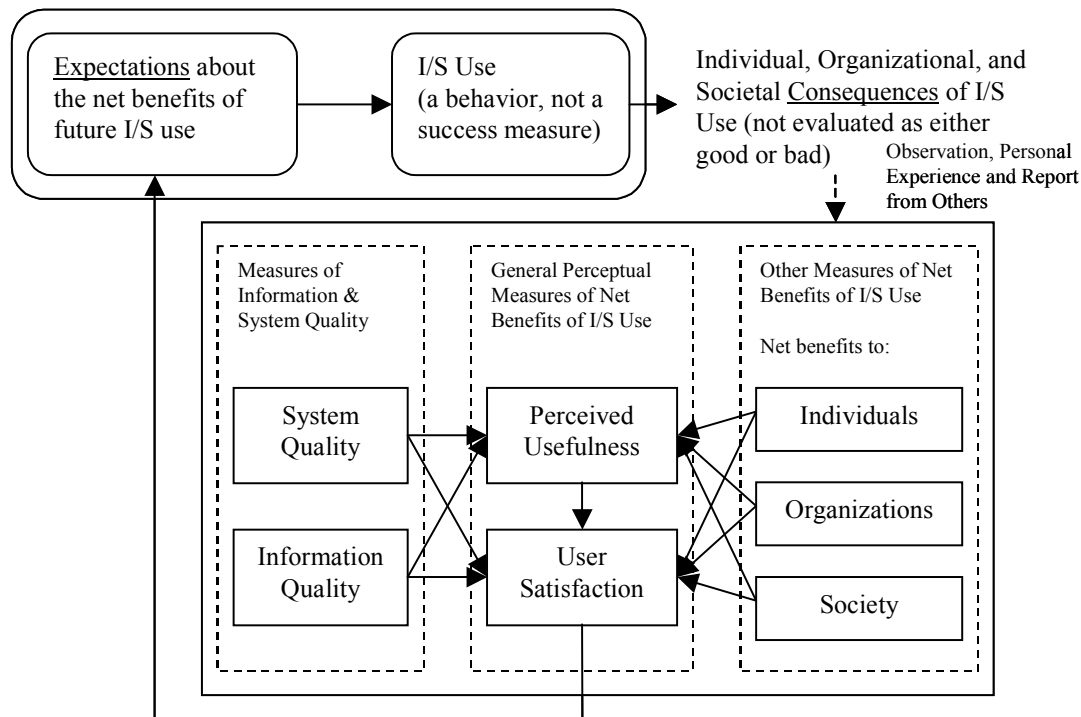 Expectations about
the net benefits of
future I/S use
I/S Use
(a behavior, not a
success measure)
Individual, Organizational, and
Societal Consequences of I/S
Use (not evaluated as either
good or bad)
Observation, Personal
Experience and Report
from Others
Measures of
Information &
System Quality
General Perceptual
Measures of Net
Benefits of I/S Use
Other Measures of Net
Benefits of I/S Use
Net benefits to:
System
Quality
Information
Quality
Perceived
Usefulness
User
Satisfaction
Individuals
Organizations
Society